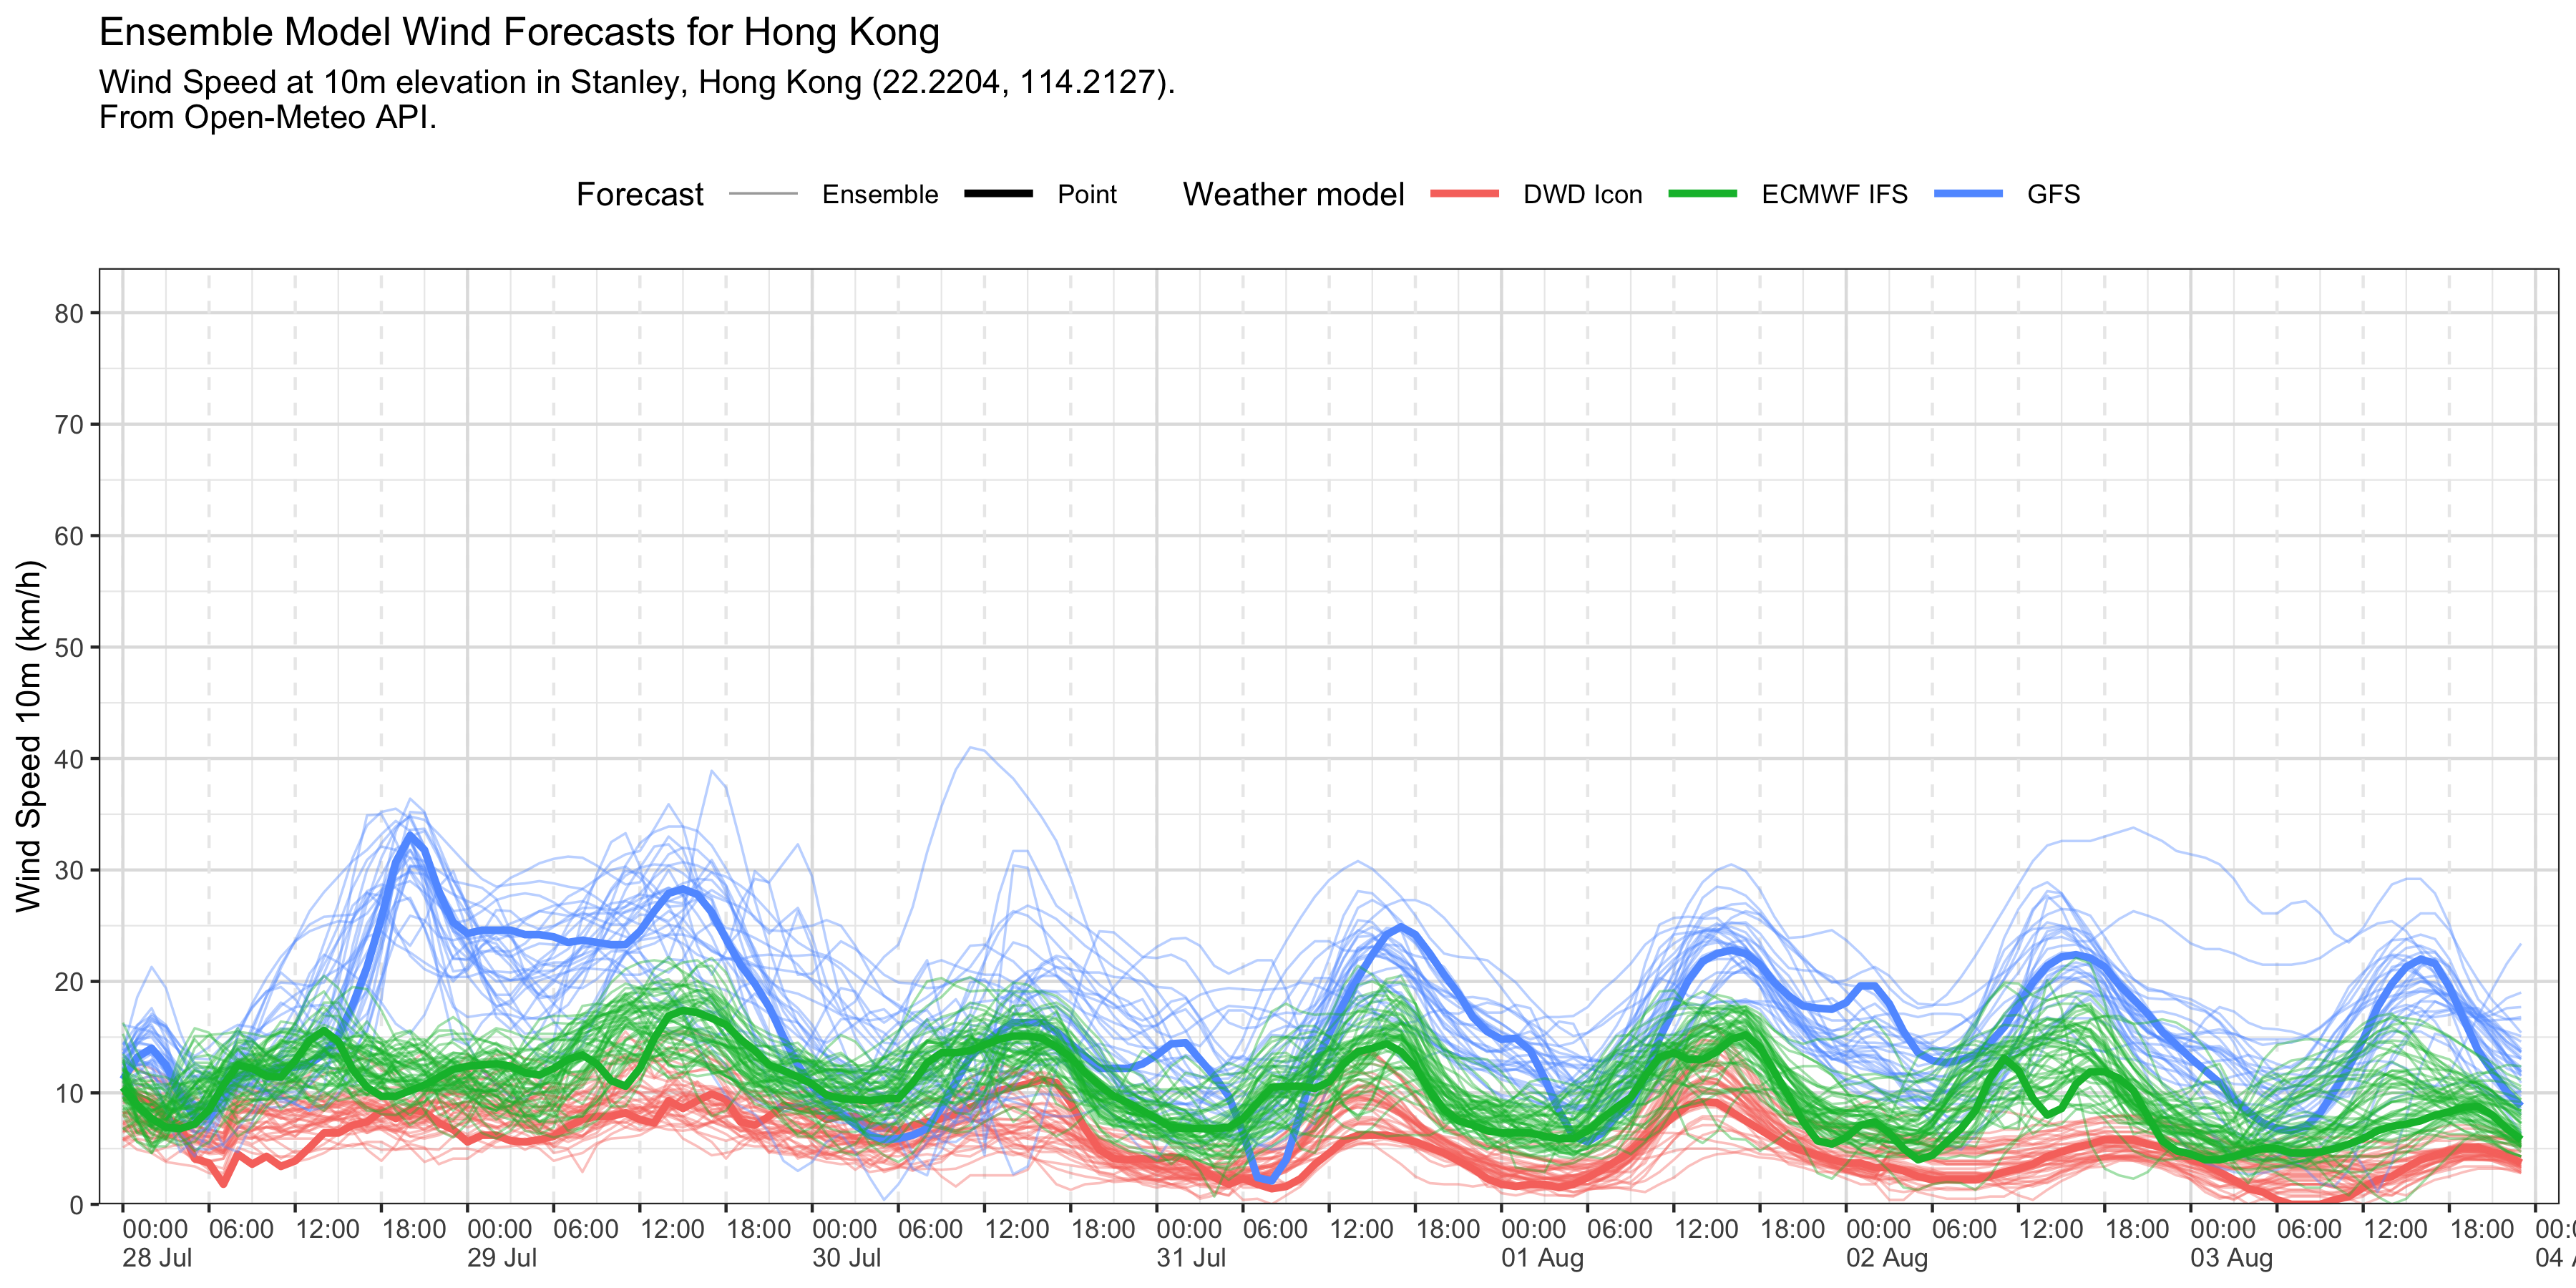 Ensemble Model Wind Forecasts for Hong Kong
Wind Speed at 10m elevation in Stanley, Hong Kong (22.2204, 114.2127).
From Open-Meteo API.
Forecast Ensemble Point Weather model DWD Icon ECMWF IFS GFS
Wind Speed 10m (km/h)
80
70
60
50
40
30
20
10
0
00:00 06:00 12:00 18:00 00:00 06:00 12:00 18:00 00:00 06:00 12:00 18:00 00:00 06:00 12:00 18:00 00:00 06:00 12:00 18:00 00:00 06:00 12:00 18:00 00:00 06:00 12:00 18:00
28 Jul 29 Jul 30 Jul 31 Jul 01 Aug 02 Aug 03 Aug 04